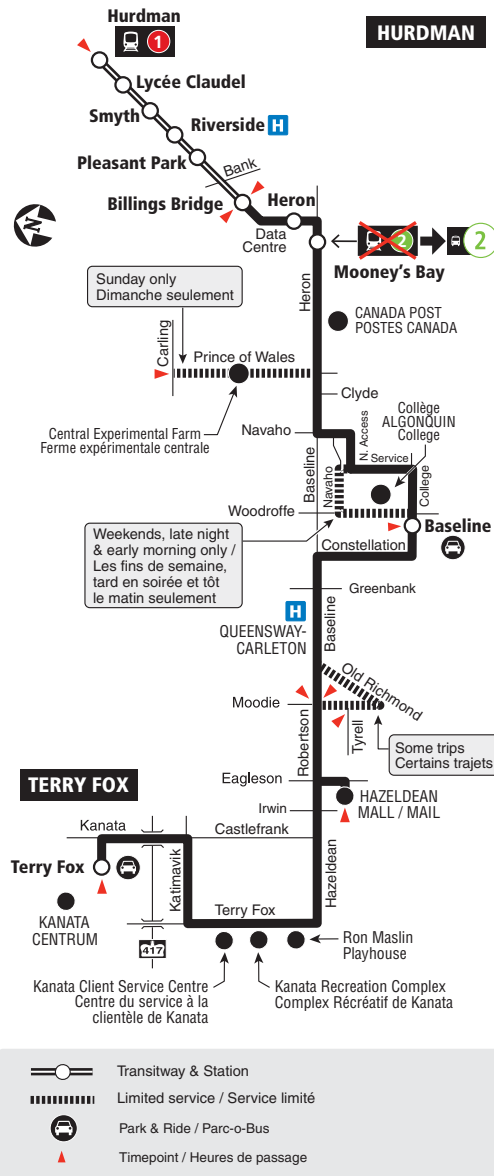 Hurdman
1
HURDMAN
Lycée Claudel
Smyth
Riverside H
Pleasant Park
Bank
Billings Bridge
Heron
Data
Centre
2
2
Mooney's Bay
N
Heron
Sunday only
Dimanche seulement
CANADA POST
POSTES CANADA
Carling
Prince of Wales
Clyde
Central Experimental Farm
Ferme expérimentale centrale
Collège
ALGONQUIN
College
Navaho
N. Access
Service
Baseline
Navaho
College
Woodroffe
Baseline
Weekends, late night
& early morning only /
Les fins de semaine,
tard en soirée et tôt
le matin seulement
Constellation
Greenbank
H
QUEENSWAY-
CARLETON
Baseline
Old Richmond
Moodie
Robertson
Tyrell
Some trips
Certains trajets
Eagleson
TERRY FOX
HAZELDEAN
MALL / MAIL
Irwin
Kanata
Castlefrank
Hazeldean
Terry Fox
Katimavik
KANATA
CENTRUM
Terry Fox
417
Ron Maslin
Playhouse
Kanata Client Service Centre
Centre du service à la
clientèle de Kanata
Kanata Recreation Complex
Complex Récréatif de Kanata
Transitway & Station
Limited service / Service limité
Park & Ride / Parc-o-Bus
Timepoint / Heures de passage